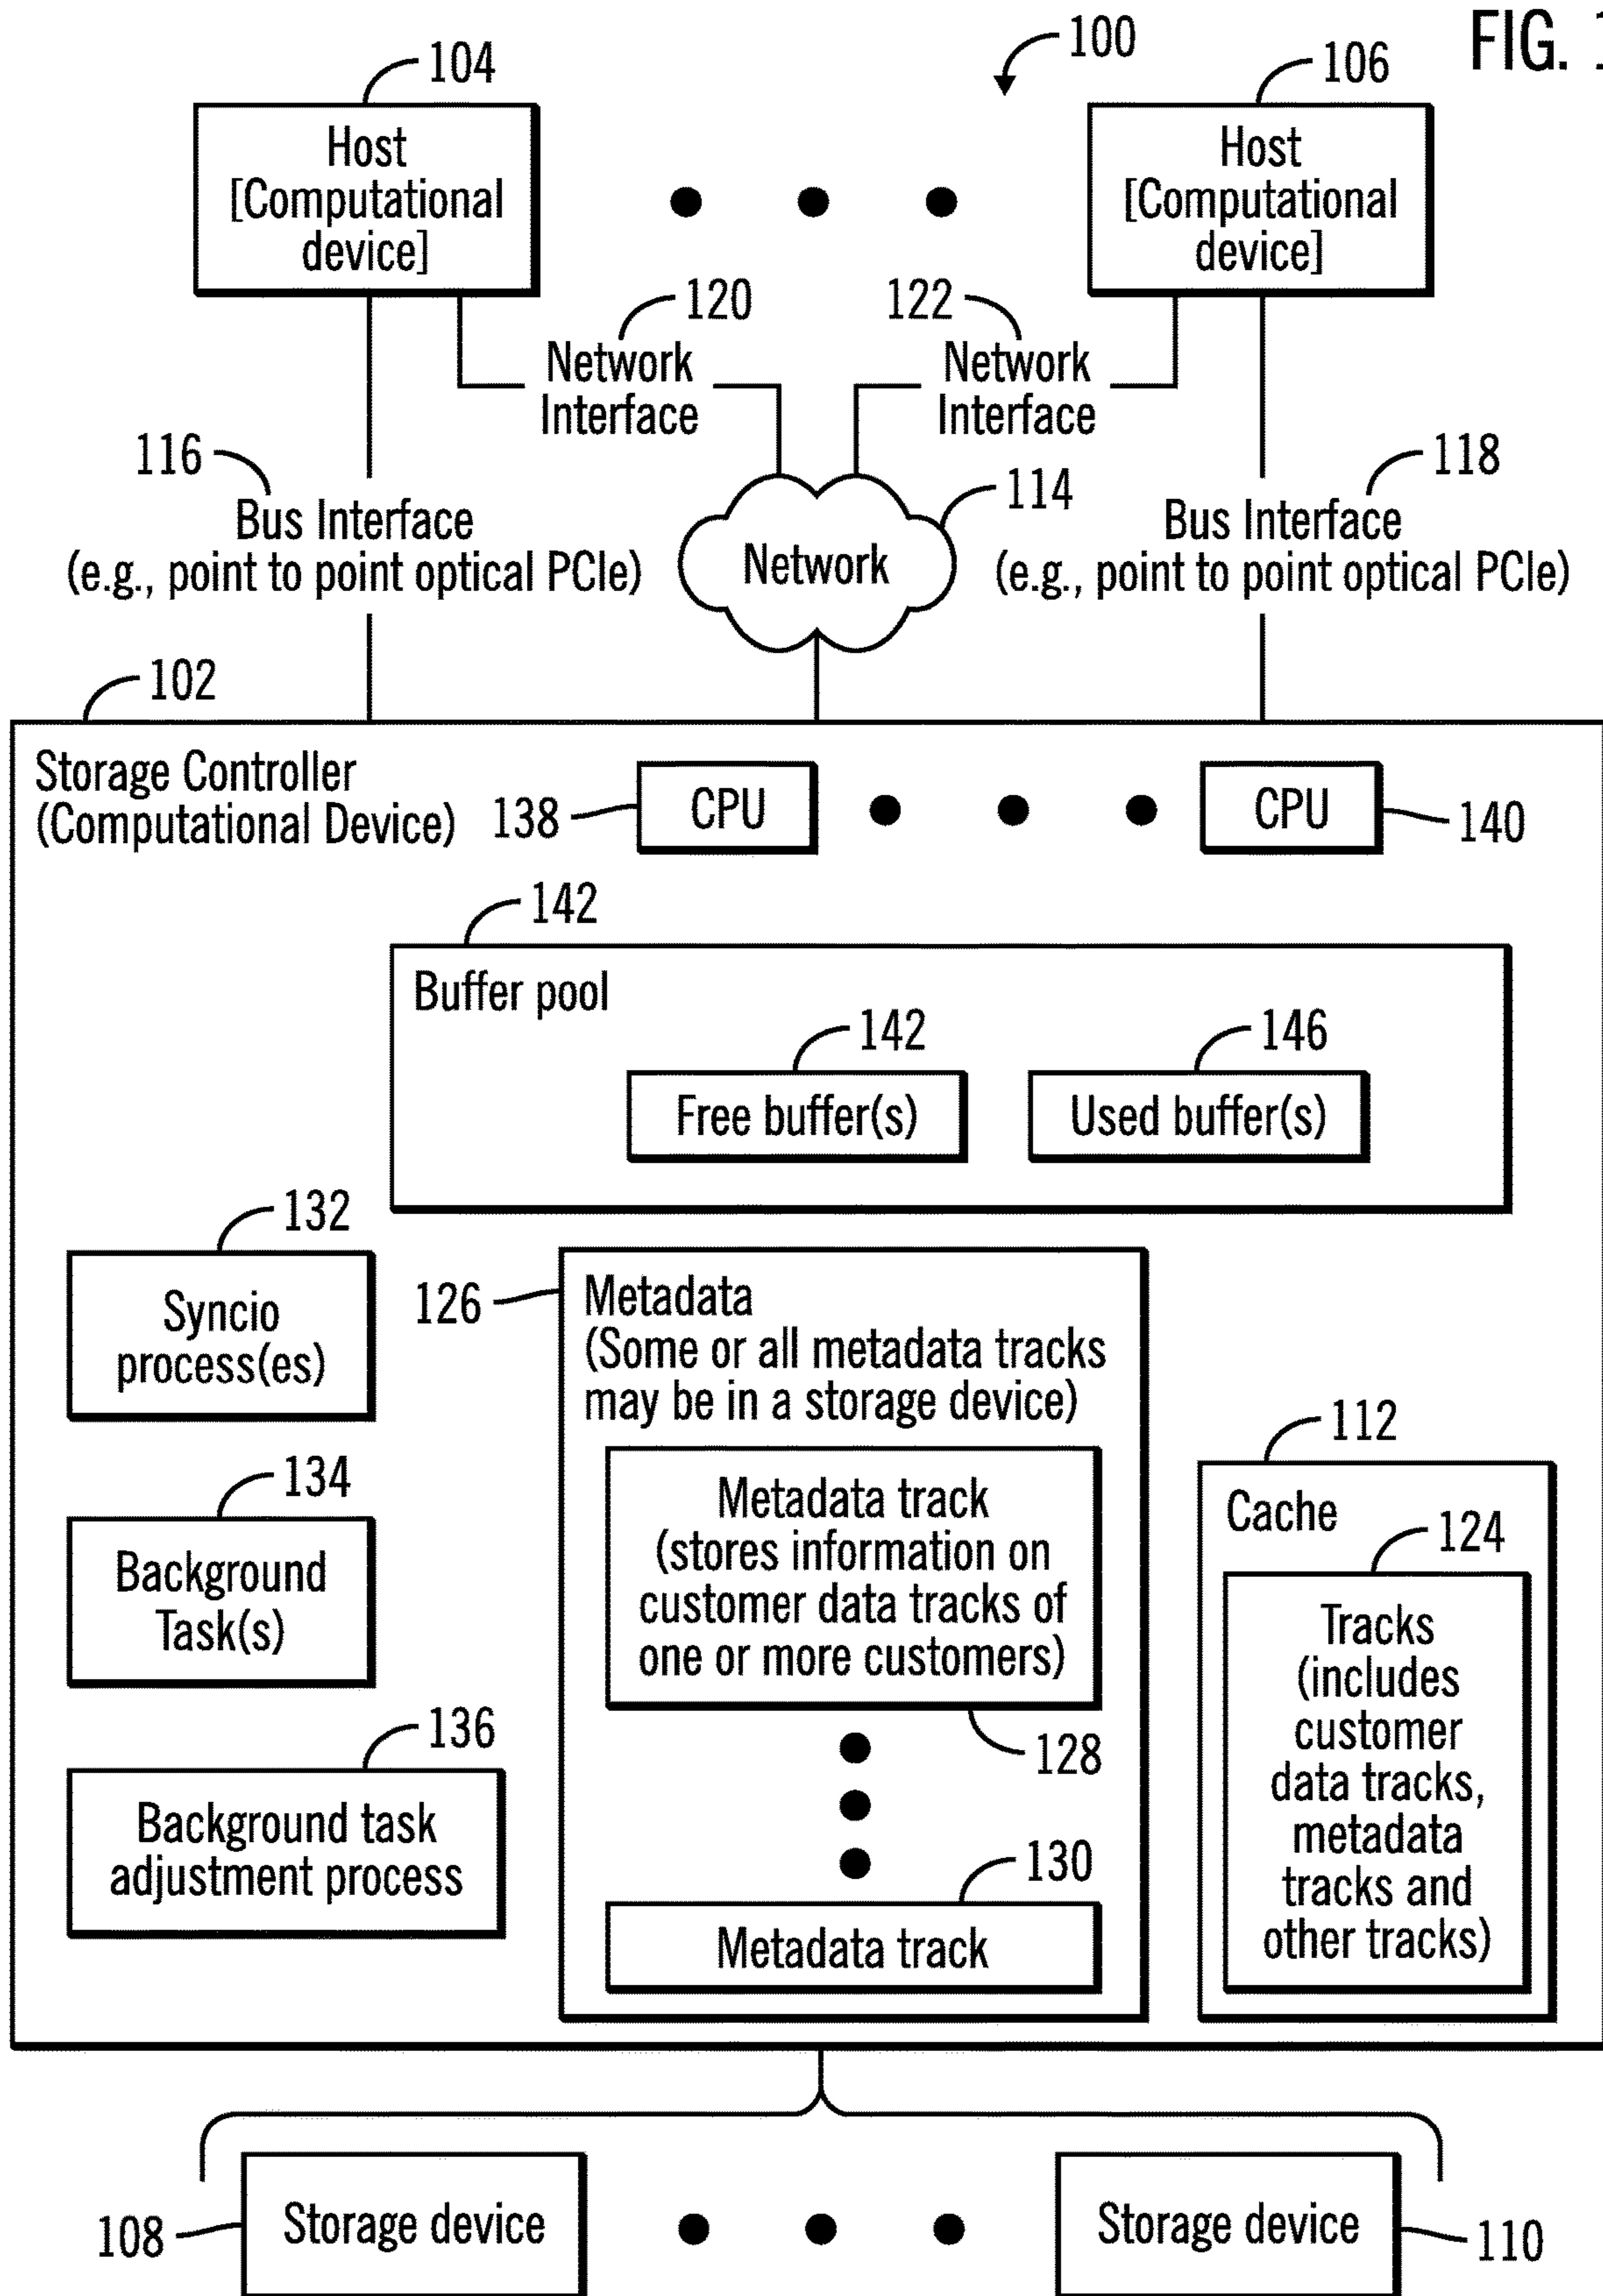 FIG. 1
100
104
106
Host
[Computational
device]
Host
[Computational
device]
120
122
Network
Interface
Network
Interface
116
118
114
Bus Interface
(e.g., point to point optical PCIe)
Network
Bus Interface
(e.g., point to point optical PCIe)
102
Storage Controller
(Computational Device)
138
CPU
CPU
140
142
Buffer pool
142
146
Free buffer(s)
Used buffer(s)
132
Syncio
process(es)
126
Metadata
(Some or all metadata tracks
may be in a storage device)
134
Background
Task(s)
Metadata track
(stores information on
customer data tracks of
one or more customers)
128
112
Cache
124
Tracks
(includes
customer
data tracks,
metadata
tracks and
other tracks)
136
Background task
adjustment process
130
Metadata track
108
Storage device
Storage device
110